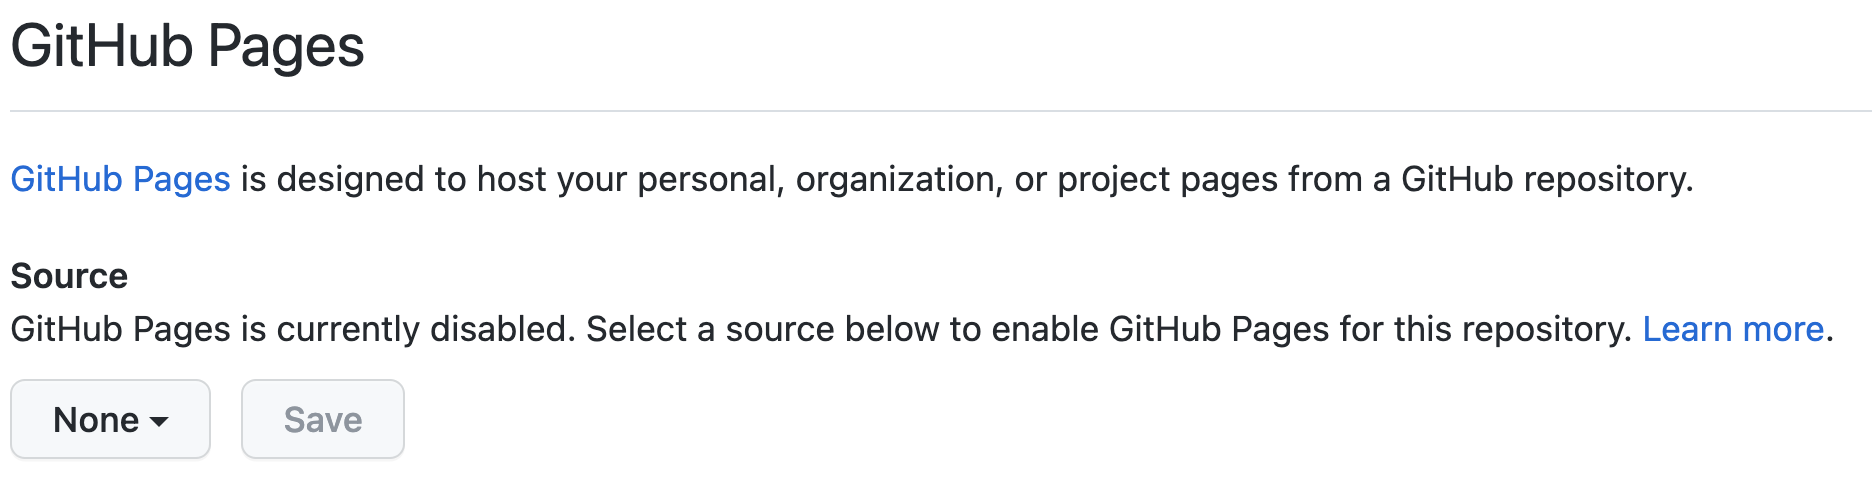 GitHub Pages
GitHub Pages is designed to host your personal, organization, or project pages from a GitHub repository.
Source
GitHub Pages is currently disabled. Select a source below to enable GitHub Pages for this repository. Learn more.
None
Save